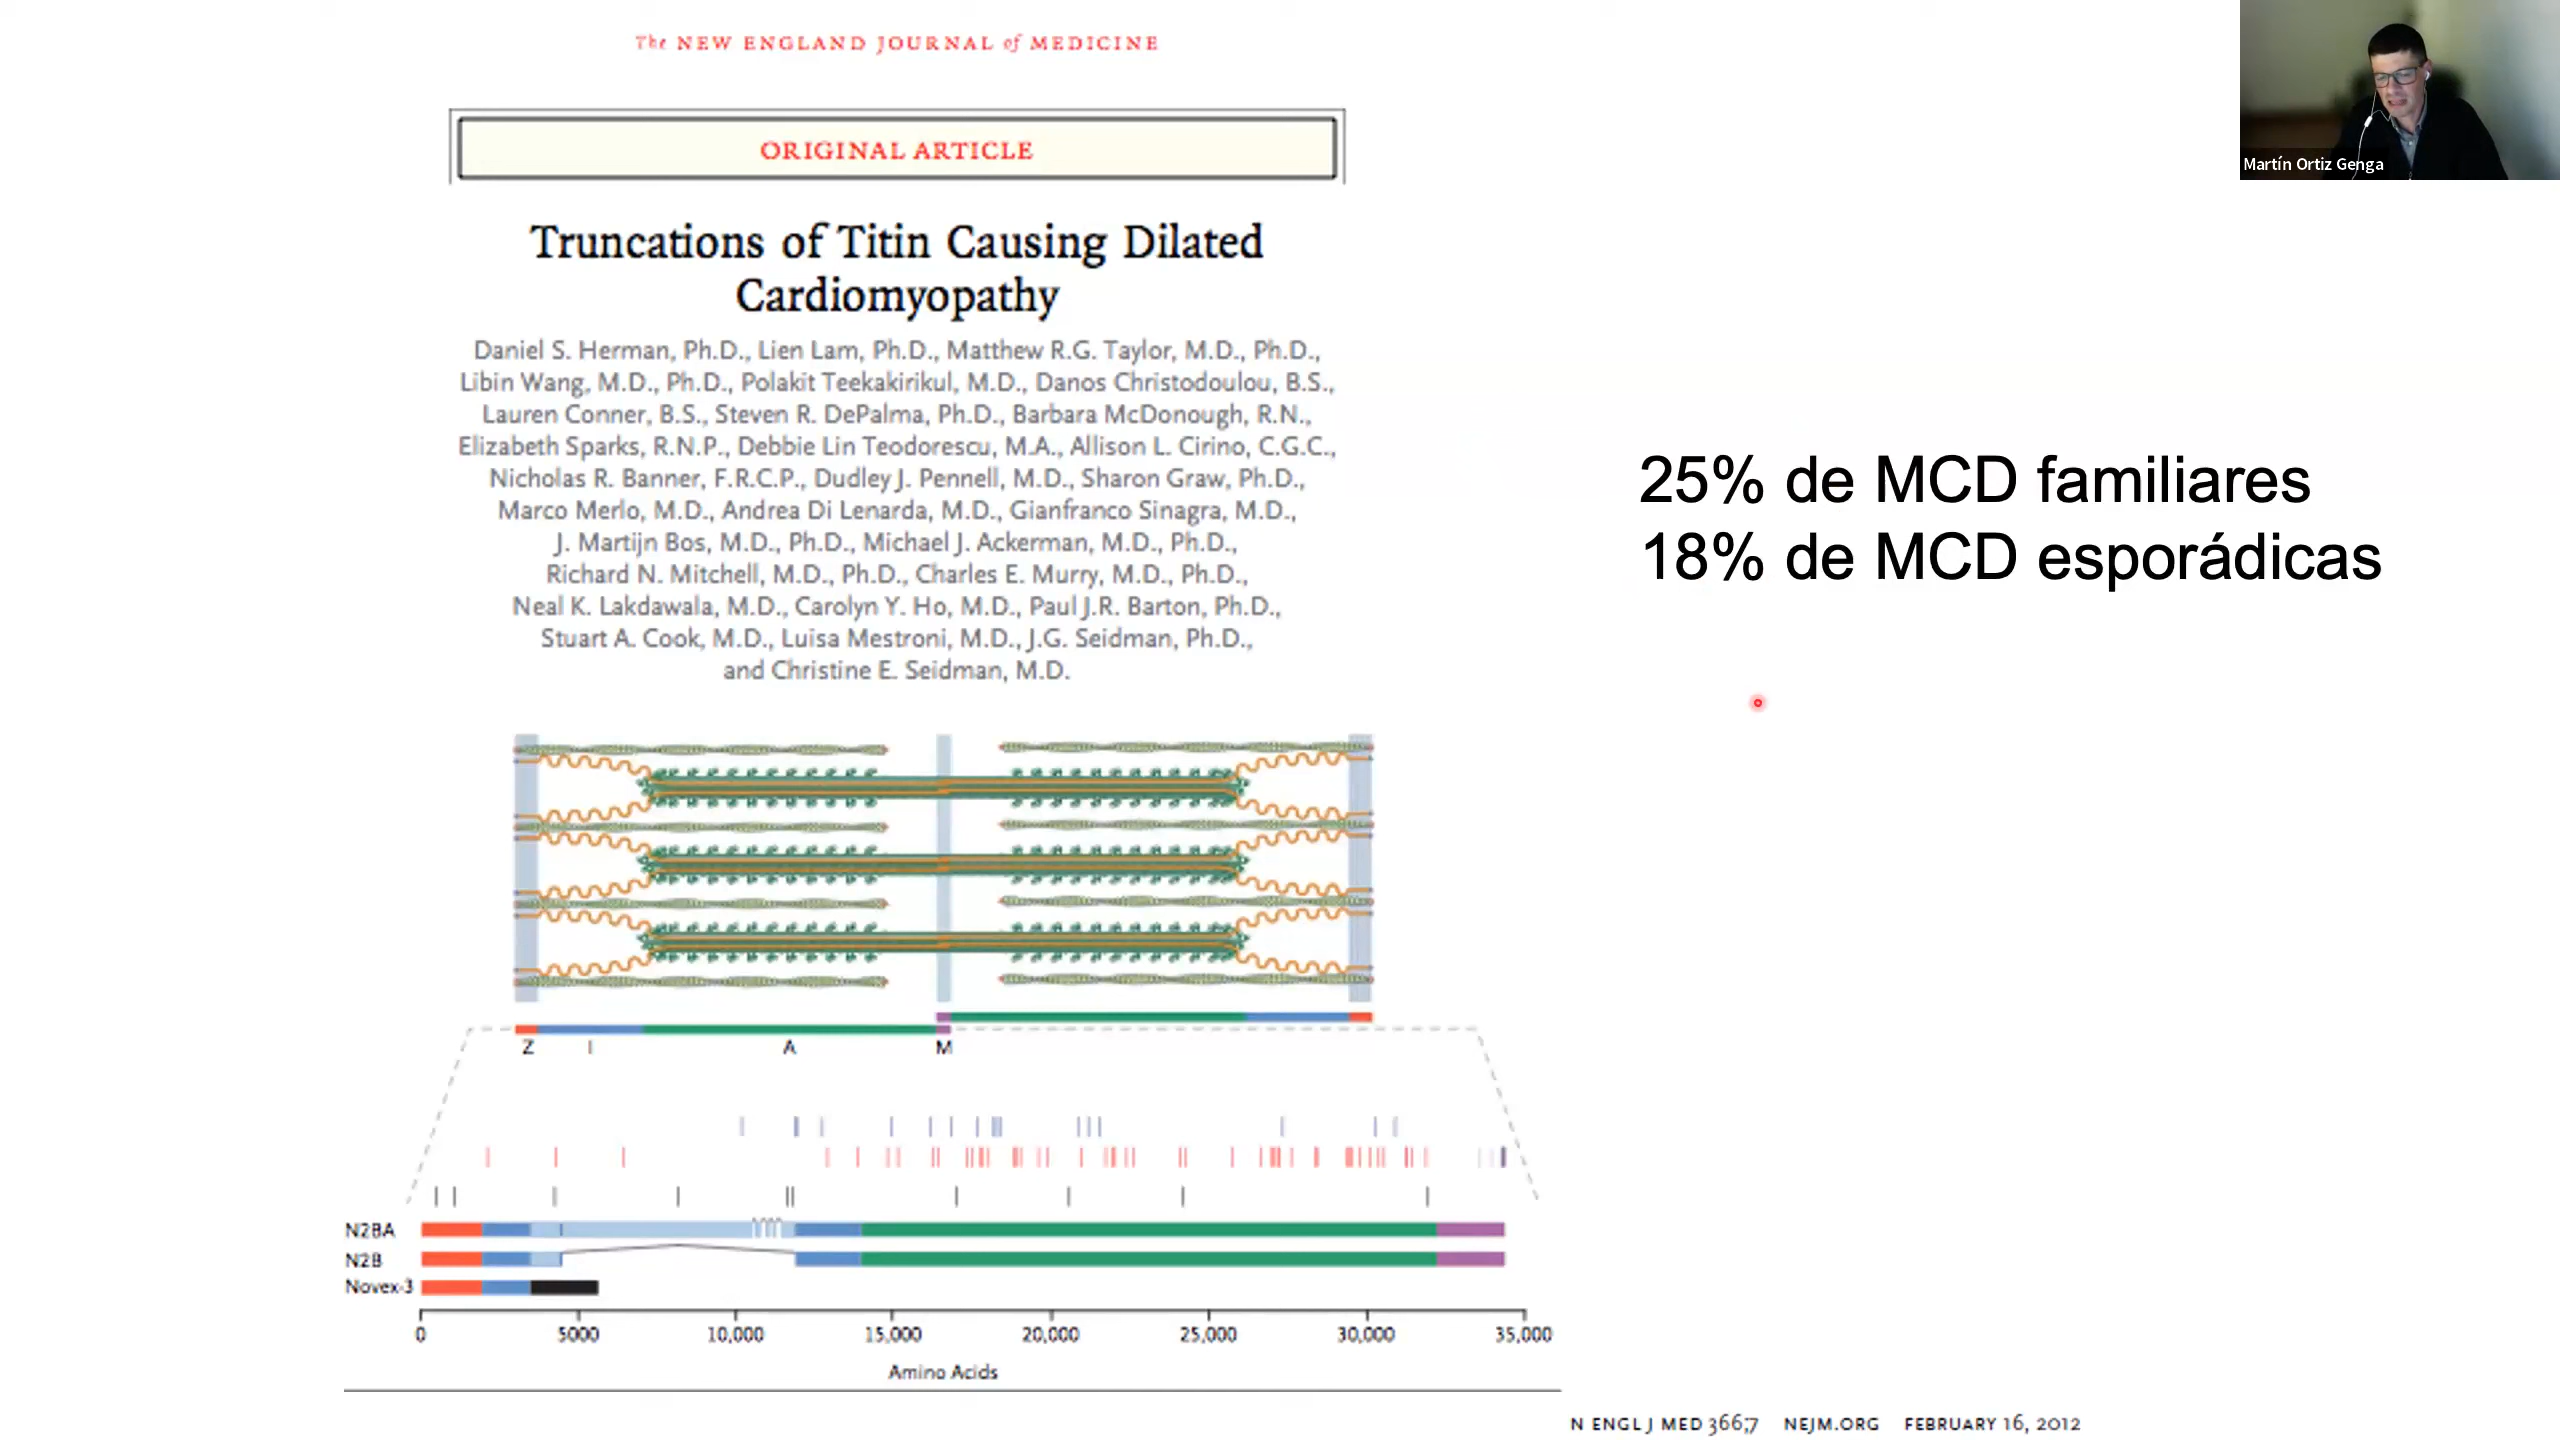 The NEW ENGLAND JOURNAL of MEDICINE
ORIGINAL ARTICLE
Truncations of Titin Causing Dilated
Cardiomyopathy
Daniel S. Herman, Ph.D., Lien Lam, Ph.D., Matthew R.G. Taylor, M.D., Ph.D.,
Libin Wang, M.D., Ph.D., Polakit Teekakirikul, M.D., Danos Christodoulou, B.S.,
Lauren Conner, B.S., Steven R. DePalma, Ph.D., Barbara McDonough, R.N.,
Elizabeth Sparks, R.N.P., Debbie Lin Teodorescu, M.A., Allison L. Cirino, C.G.C.,
Nicholas R. Banner, F.R.C.P., Dudley J. Pennell, M.D., Sharon Graw, Ph.D.,
Marco Merlo, M.D., Andrea Di Lenarda, M.D., Gianfranco Sinagra, M.D.,
J. Martijn Bos, M.D., Ph.D., Michael J. Ackerman, M.D., Ph.D.,
Richard N. Mitchell, M.D., Ph.D., Charles E. Murry, M.D., Ph.D.,
Neal K. Lakdawala, M.D., Carolyn Y. Ho, M.D., Paul J.R. Barton, Ph.D.,
Stuart A. Cook, M.D., Luisa Mestroni, M.D., J.G. Seidman, Ph.D.,
and Christine E. Seidman, M.D.
Martín Ortiz Genga
25% de MCD familiares
18% de MCD esporádicas
Z I A M
N2BA
N2B
Novex-3
0 5000 10,000 15,000 20,000 25,000 30,000 35,000
Amino Acids
N ENGL J MED 366;7 NEJM.ORG FEBRUARY 16, 2012